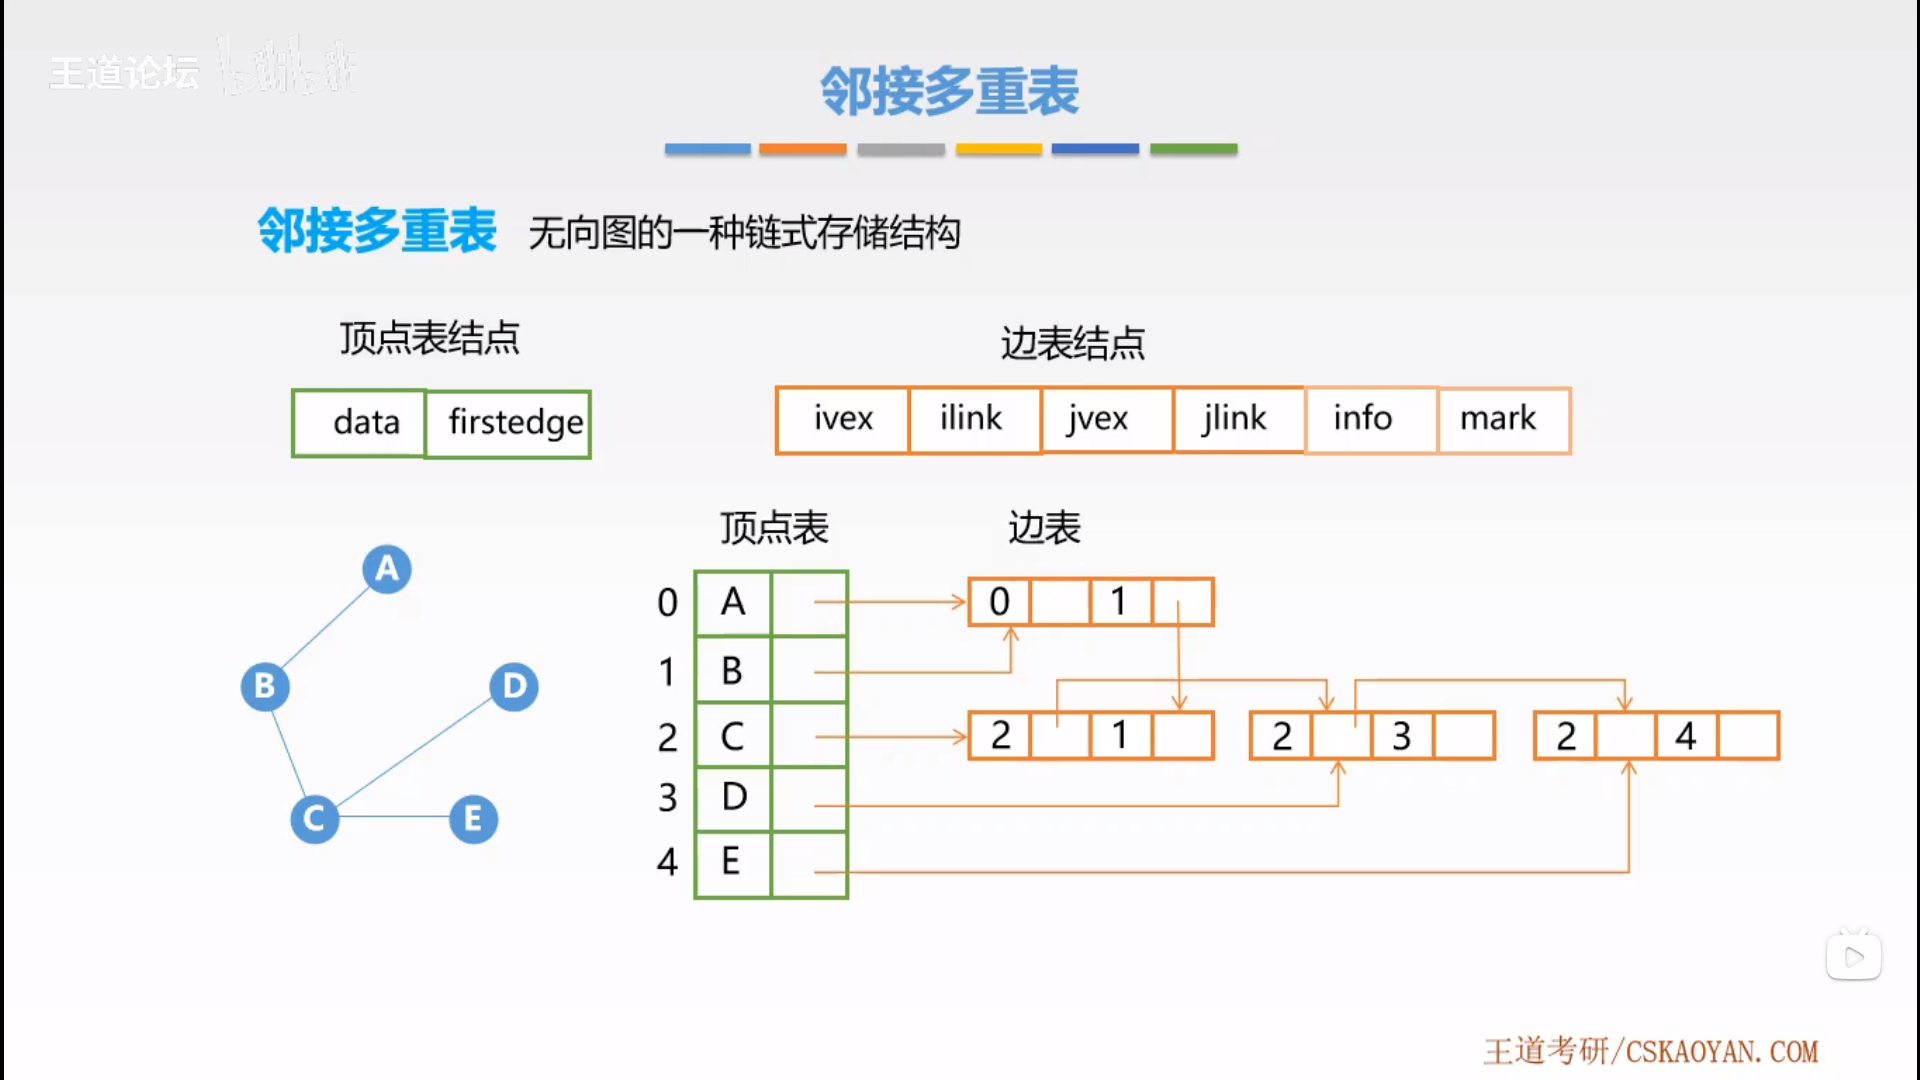 王道论坛 bilibili
邻接多重表
邻接多重表 无向图的一种链式存储结构
顶点表结点
边表结点
data firstedge
ivex ilink jvex jlink info mark
顶点表
边表
A
B
D
C
E
0 A
1 B
2 C
3 D
4 E
0 1
2 1
2 3
2 4
王道考研/CSKAOYAN.COM